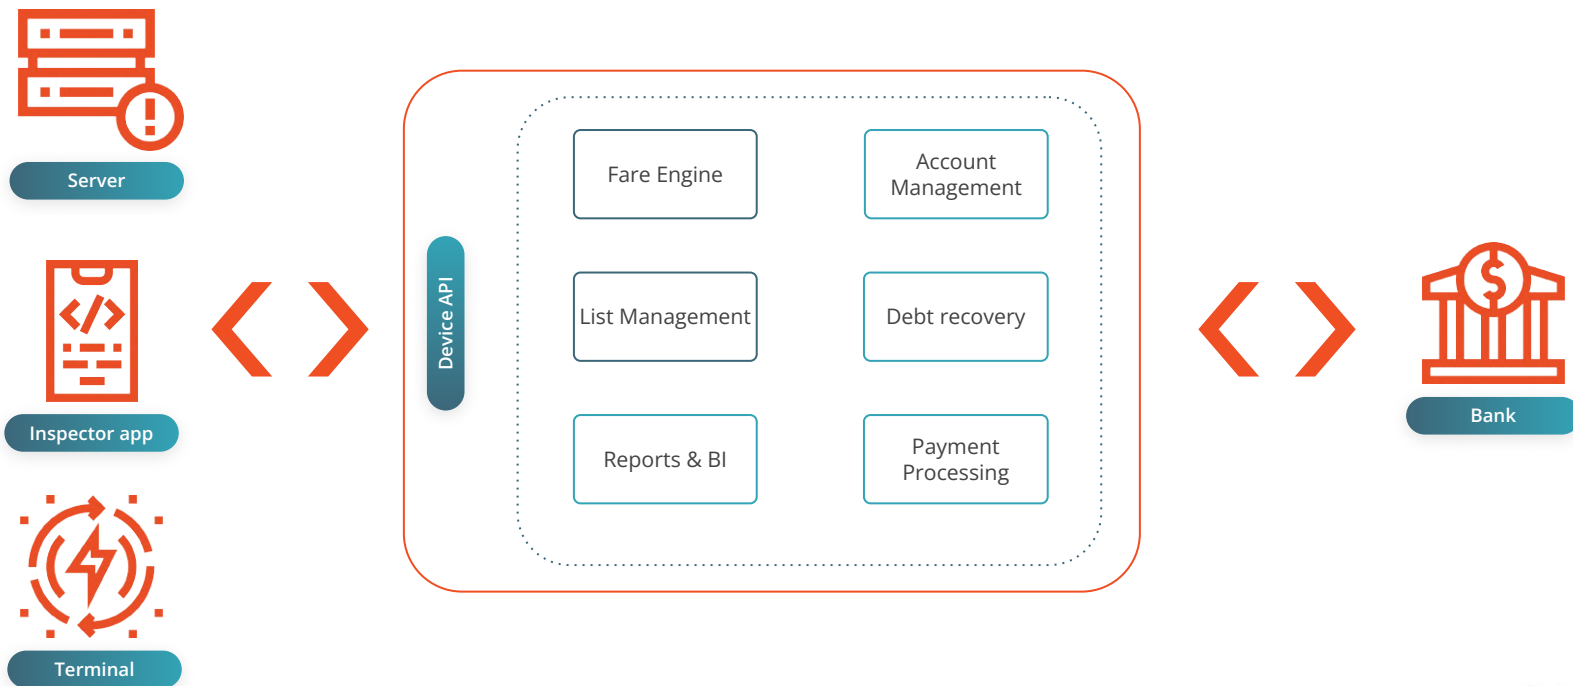 Server
Inspector app
Terminal
Device API
Fare Engine
Account
Management
List Management
Debt recovery
Reports & BI
Payment
Processing
Bank